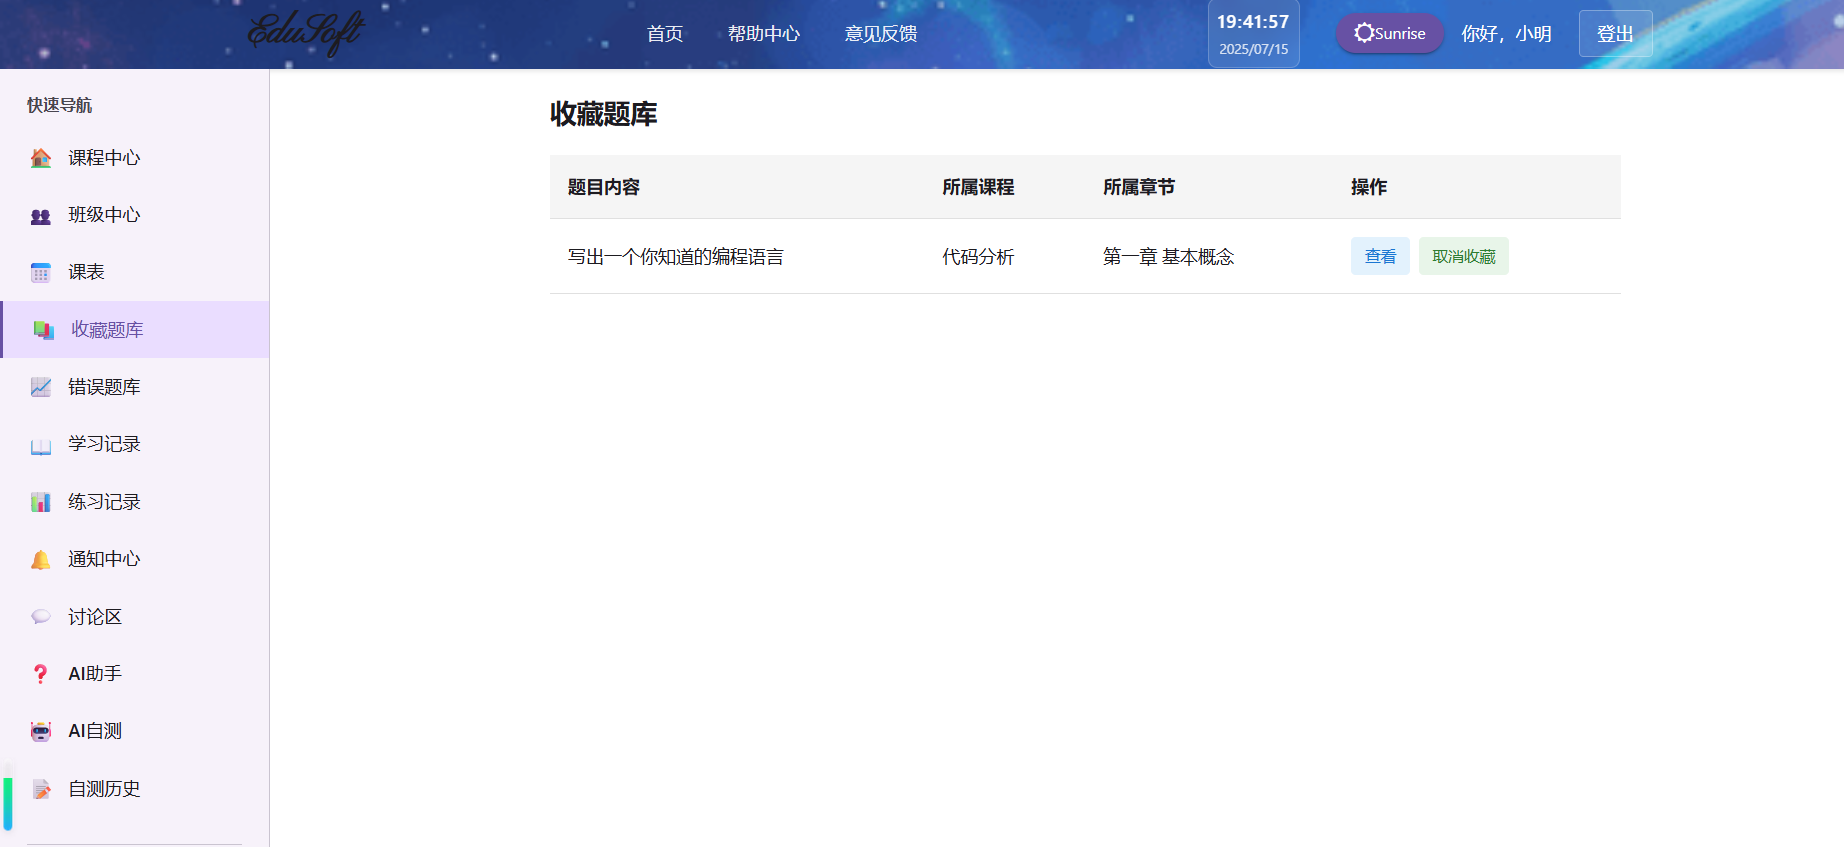 EduSoft
首页 帮助中心 意见反馈
19:41:57
2025/07/15
Sunrise 你好，小明 登出
快速导航
课程中心
班级中心
课表
收藏题库
错误题库
学习记录
练习记录
通知中心
讨论区
AI助手
AI自测
自测历史
收藏题库
题目内容 所属课程 所属章节 操作
写出一个你知道的编程语言 代码分析 第一章 基本概念 查看 取消收藏